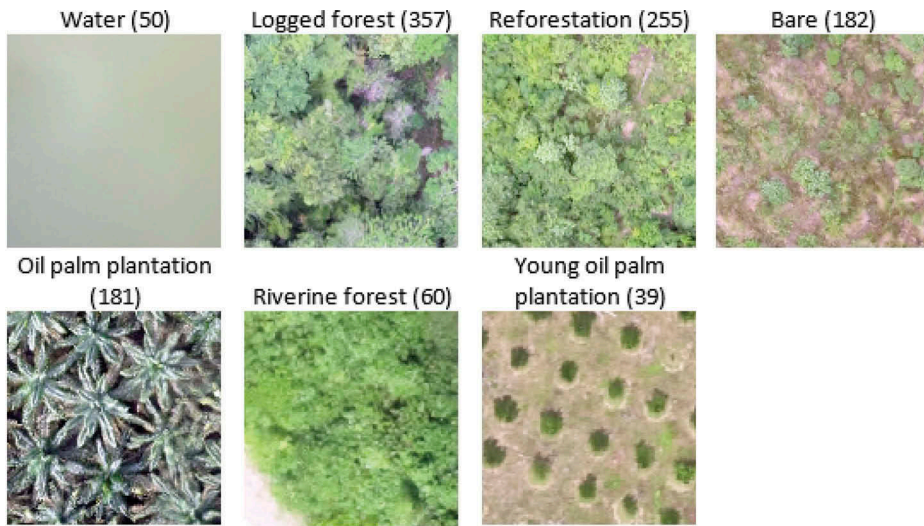 Water (50)
Logged forest (357)
Reforestation (255)
Bare (182)
Oil palm plantation
(181)
Riverine forest (60)
Young oil palm
plantation (39)